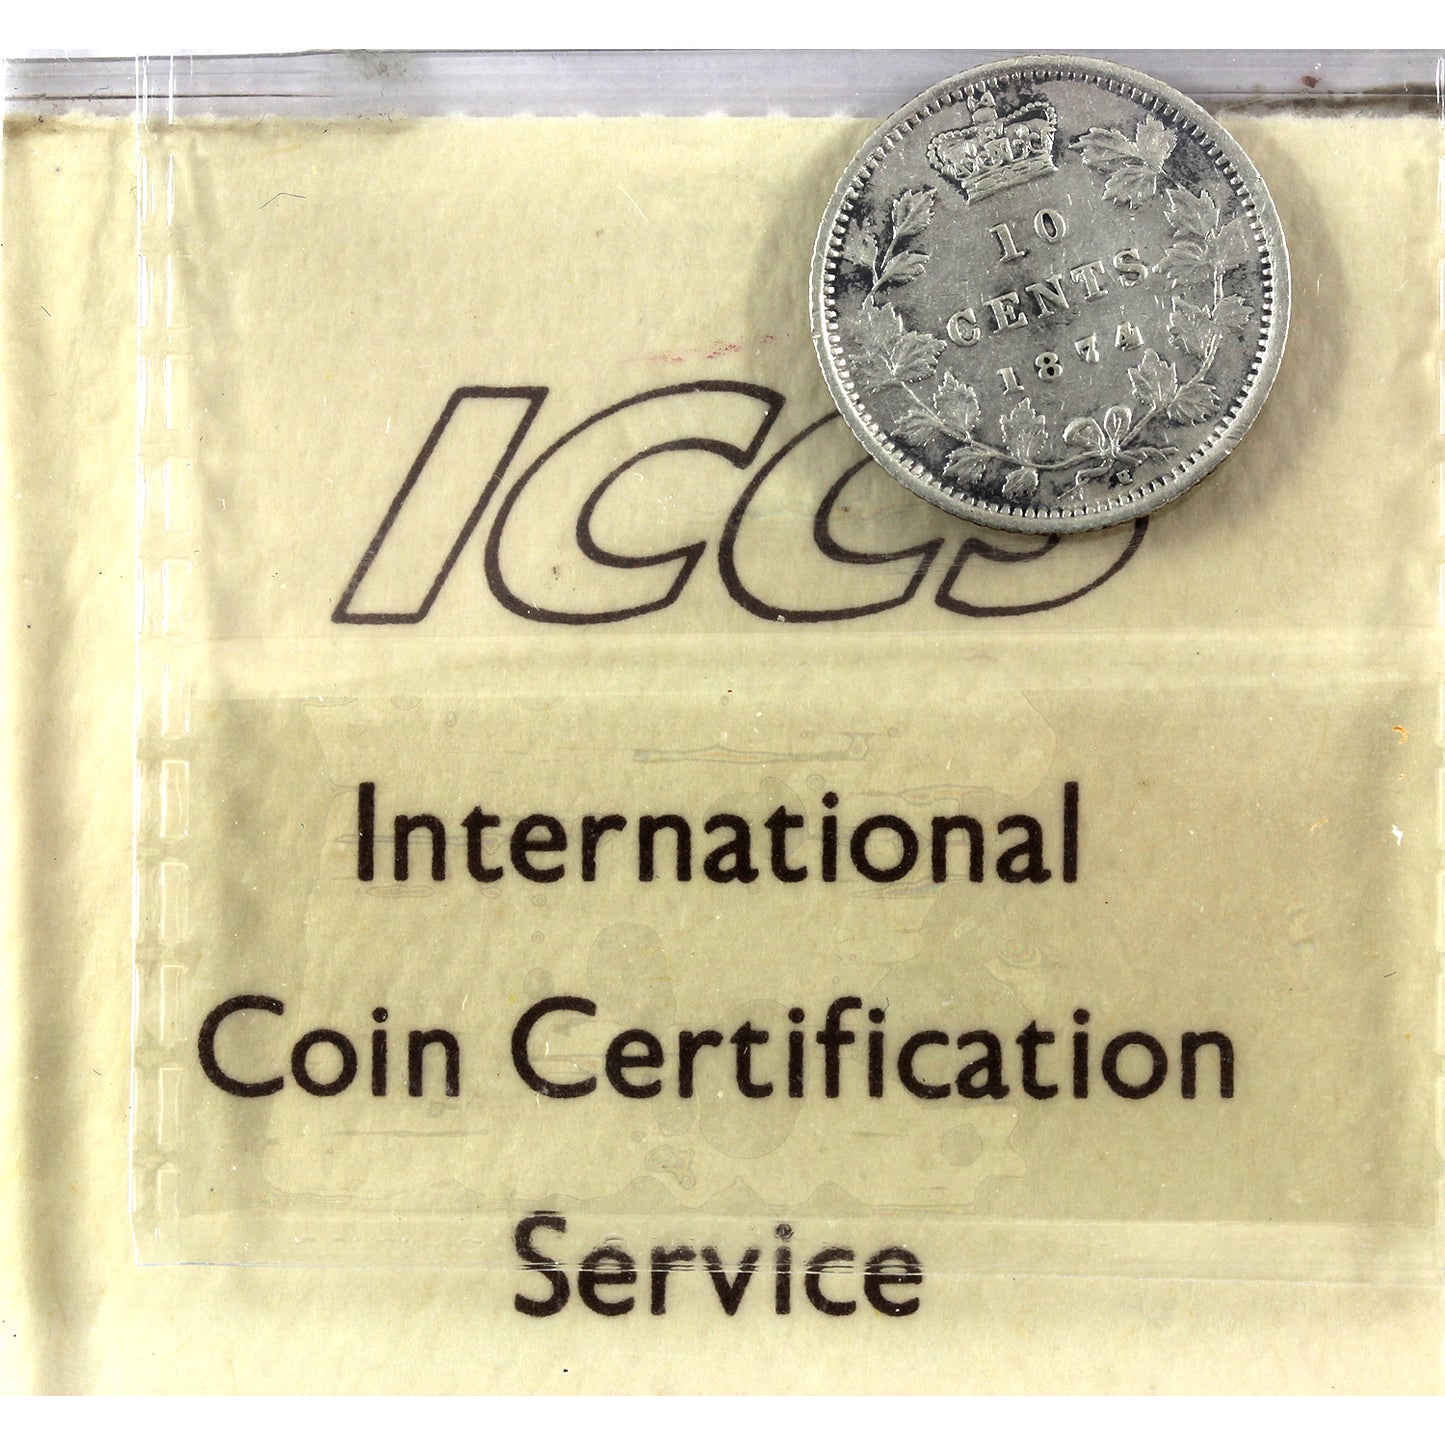 10
CENTS
1874
H
ICCS
International
Coin Certification
Service